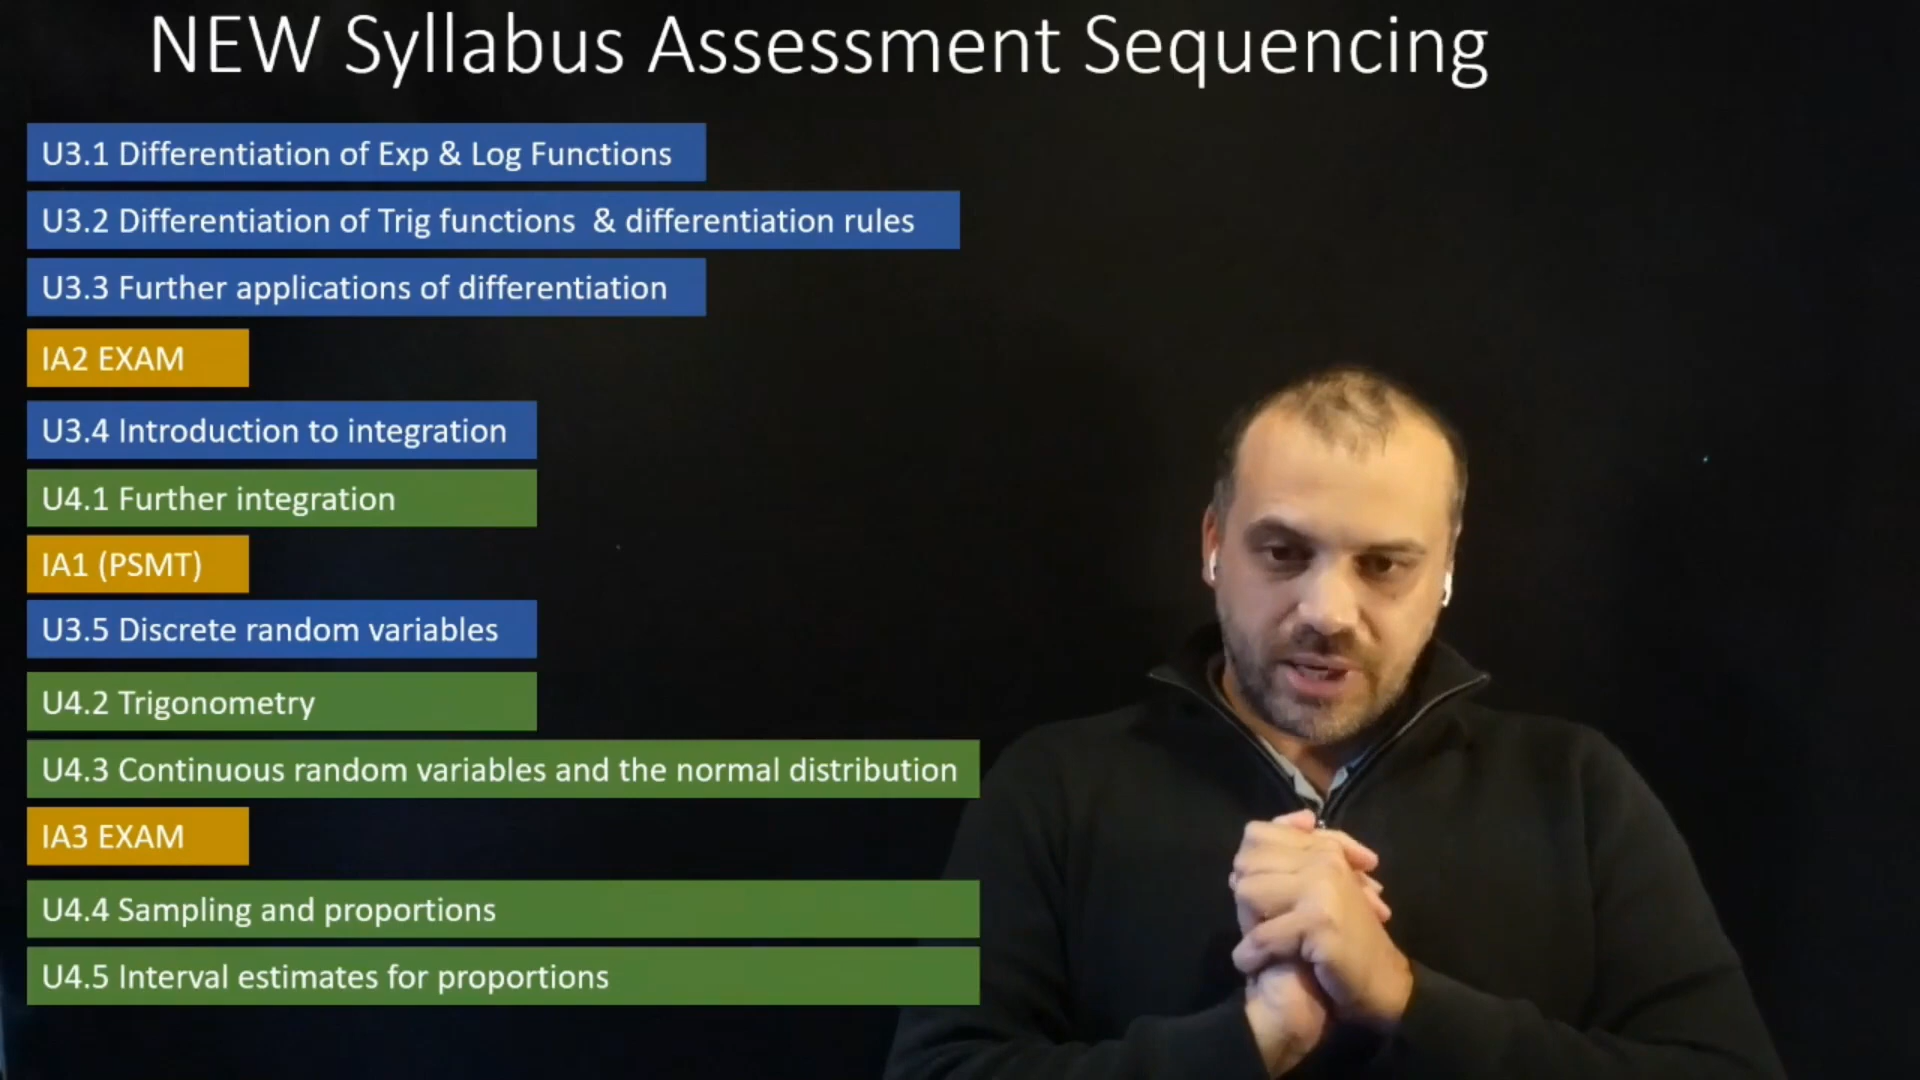 NEW Syllabus Assessment Sequencing
U3.1 Differentiation of Exp & Log Functions
U3.2 Differentiation of Trig functions & differentiation rules
U3.3 Further applications of differentiation
IA2 EXAM
U3.4 Introduction to integration
U4.1 Further integration
IA1 (PSMT)
U3.5 Discrete random variables
U4.2 Trigonometry
U4.3 Continuous random variables and the normal distribution
IA3 EXAM
U4.4 Sampling and proportions
U4.5 Interval estimates for proportions